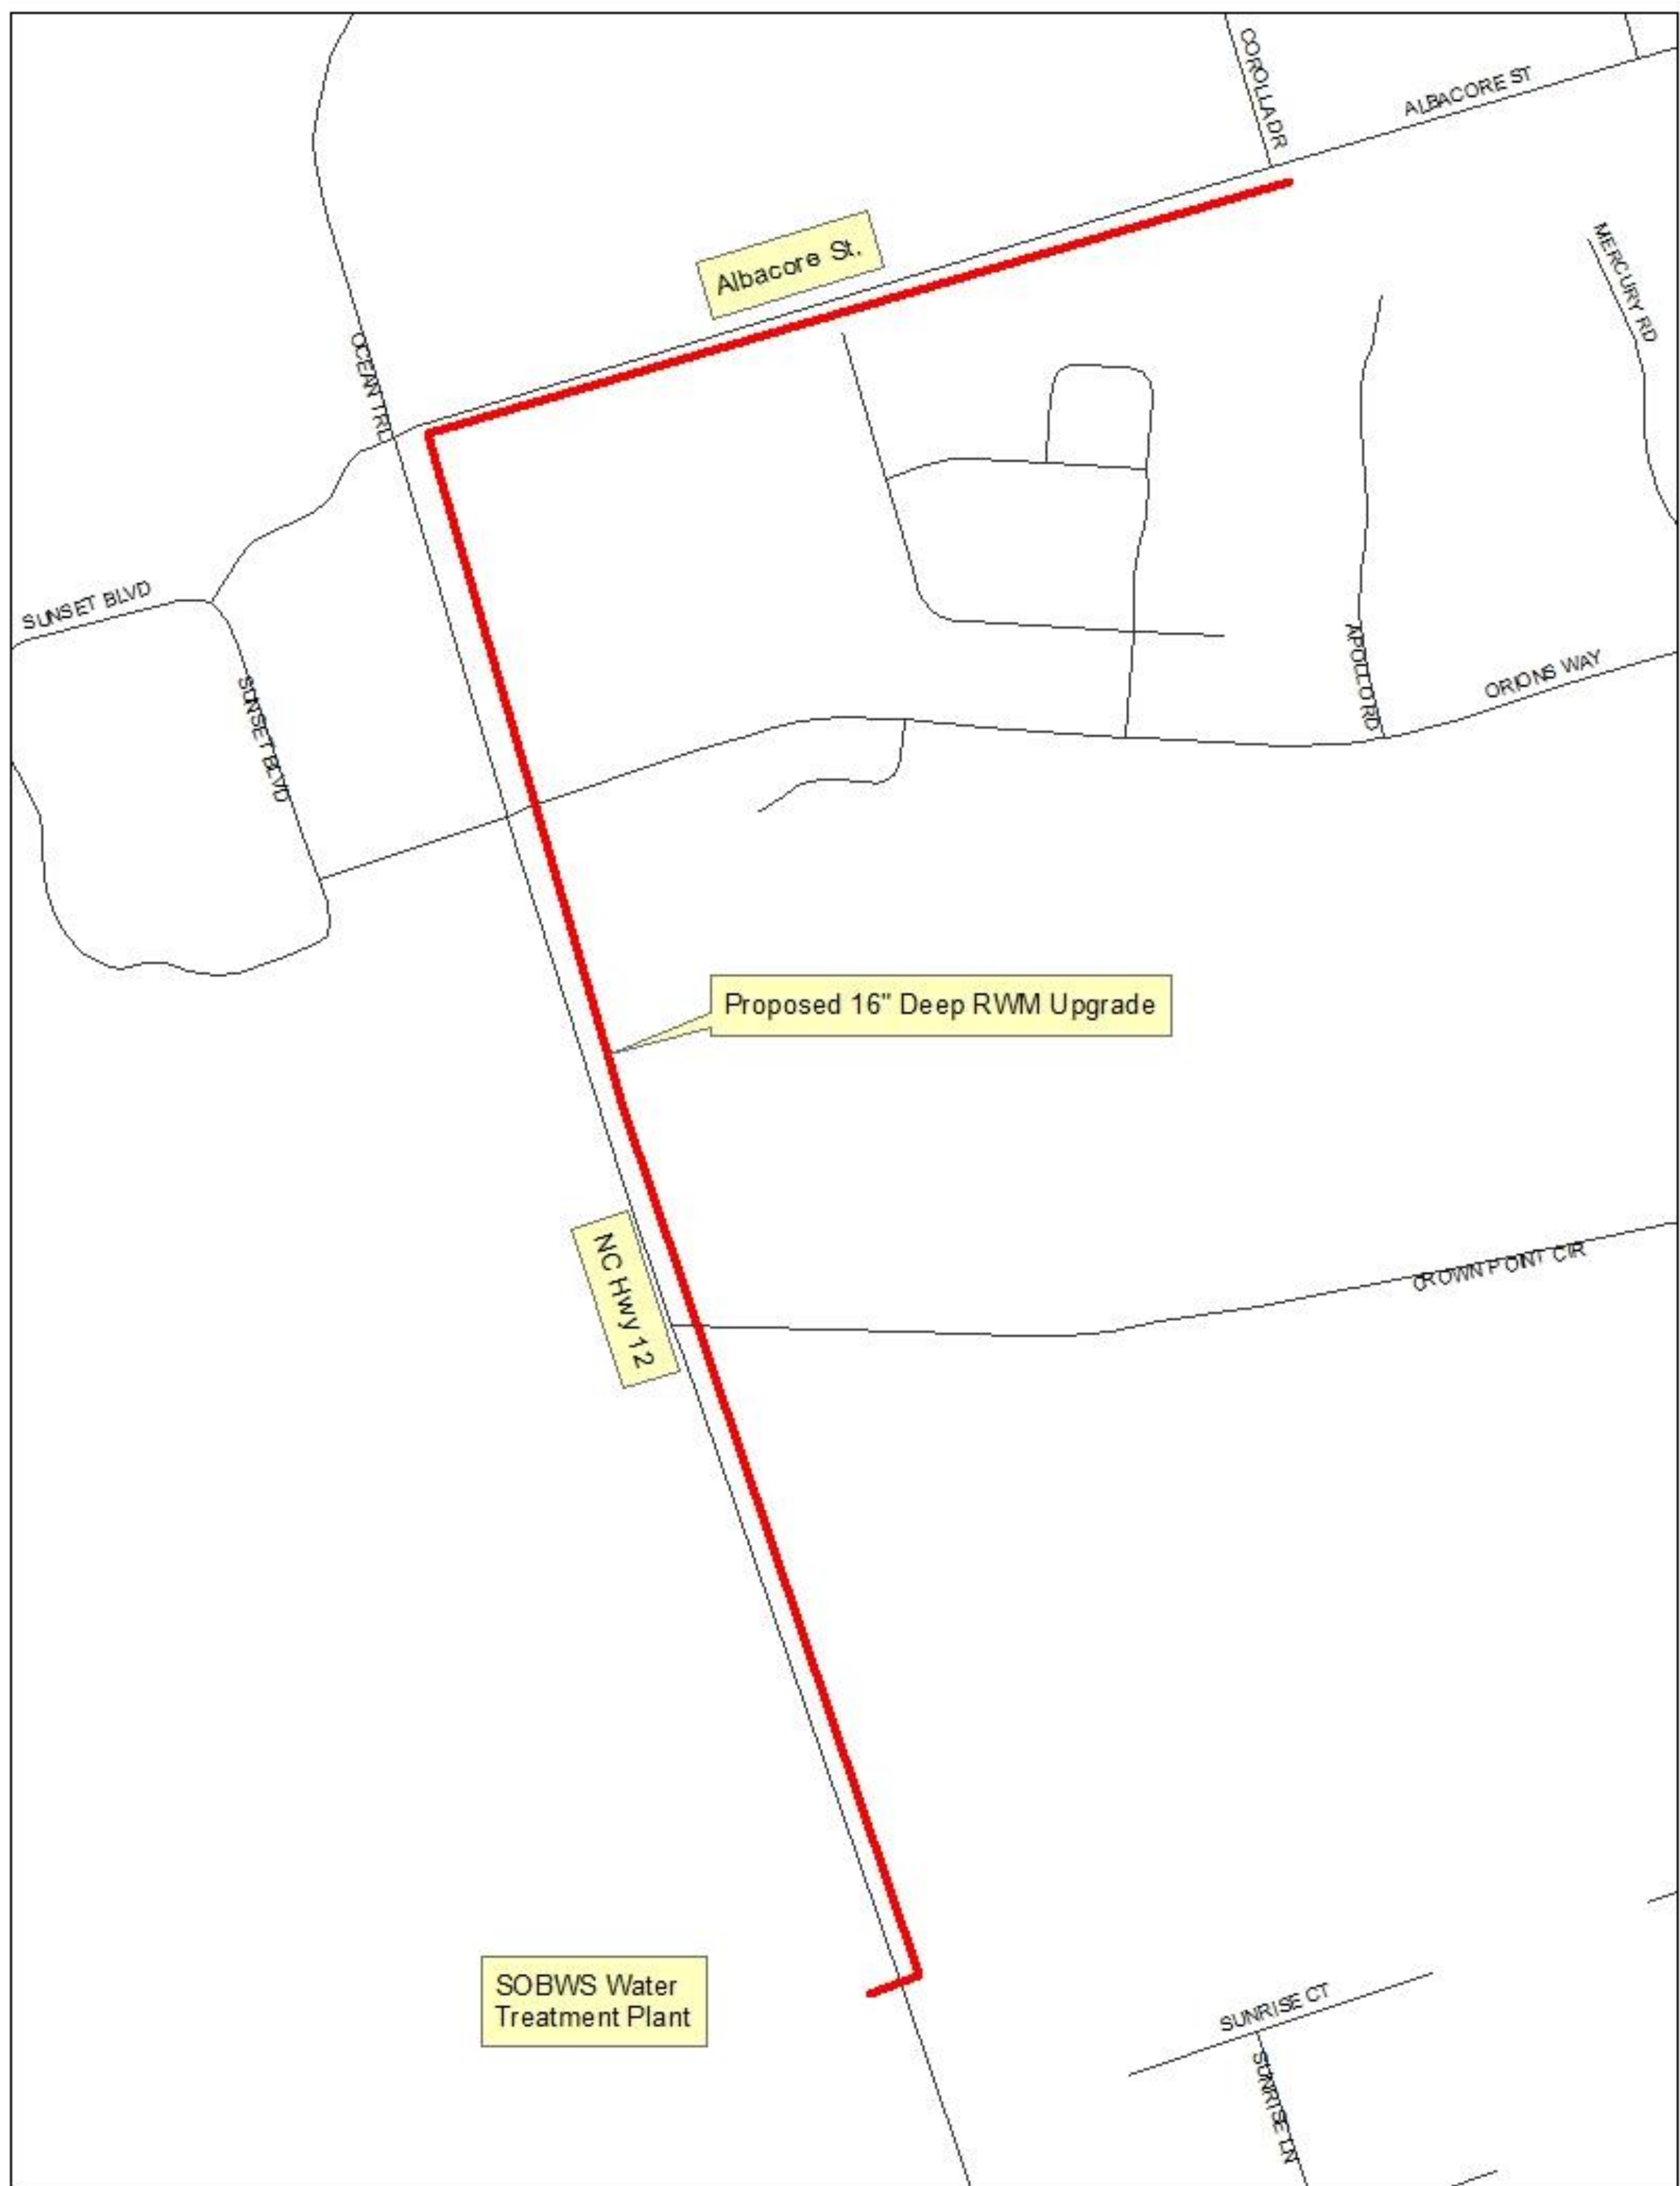 COROLLA DR
ALBACORE ST
Albacore St.
MERCURY RD
OCEAN TRL
SUNSET BLVD
SUNSET BLVD
APOLLO RD
ORIONS WAY
Proposed 16" Deep RWM Upgrade
NC Hwy 12
CROWN POINT CIR
SOBWS Water
Treatment Plant
SUNRISE CT
SUNRISE LN